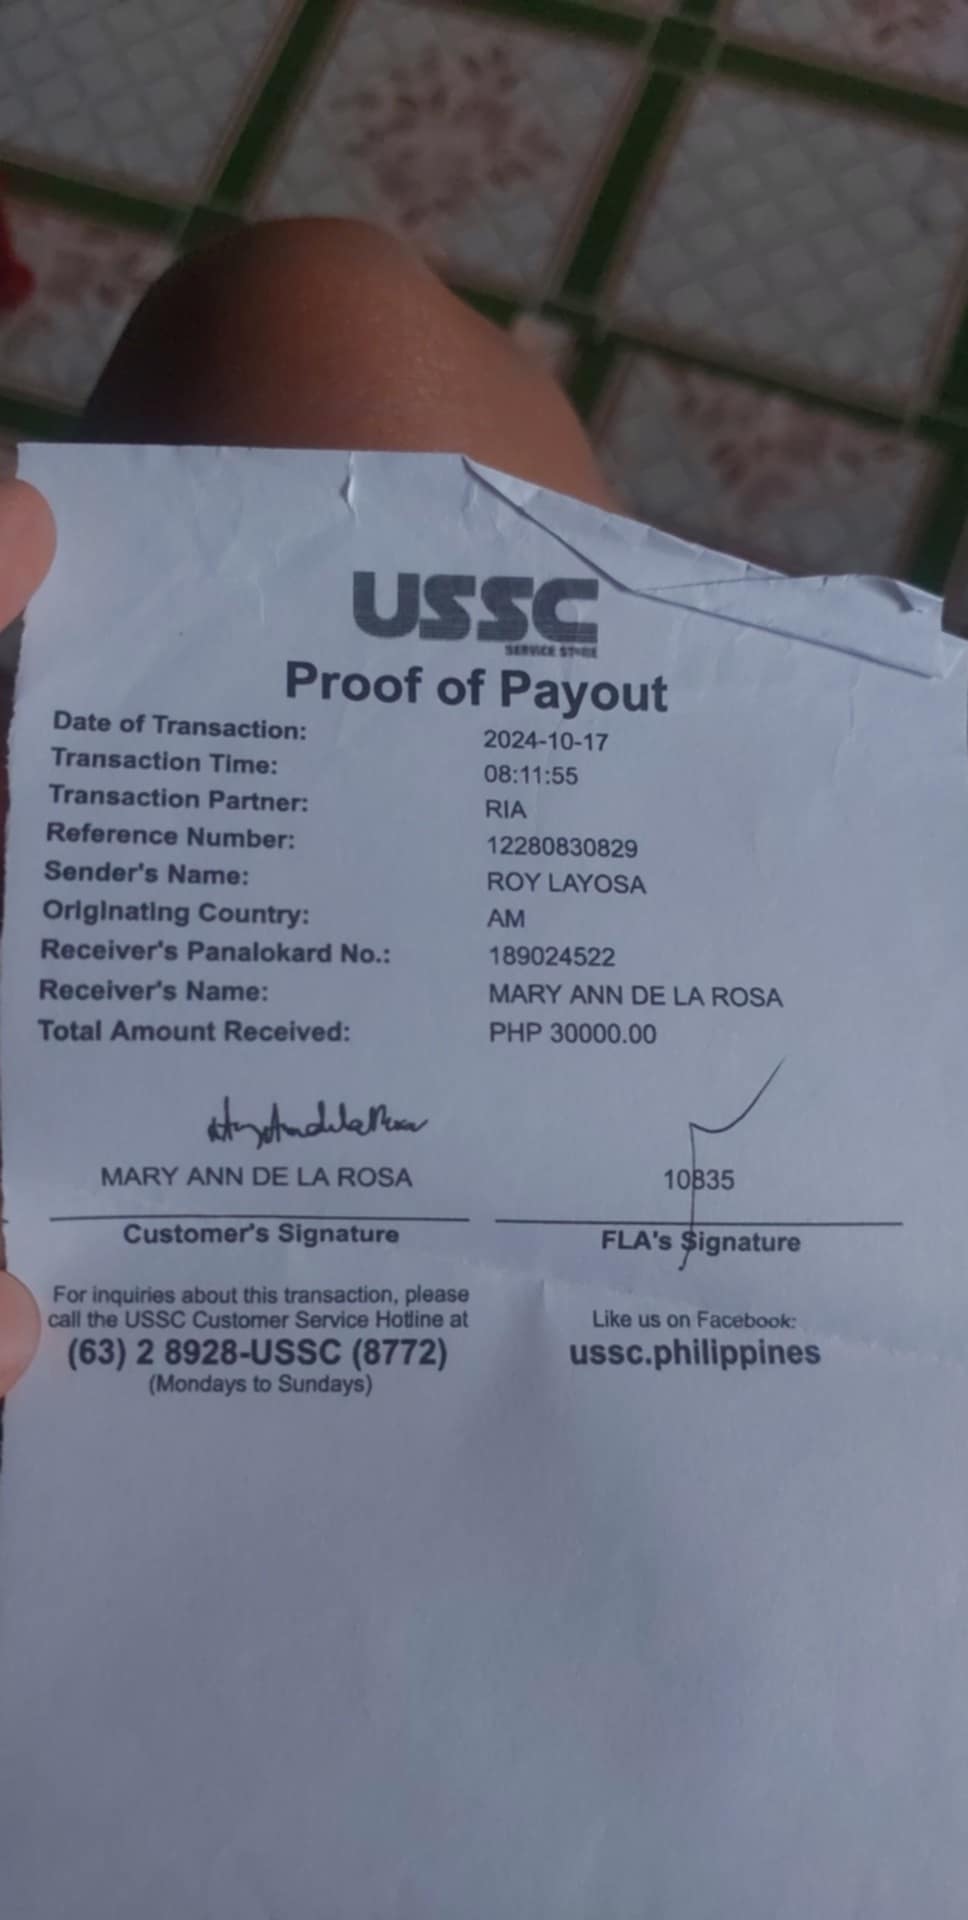 USSC
SERVICE STORE
Proof of Payout
Date of Transaction: 2024-10-17
Transaction Time: 08:11:55
Transaction Partner: RIA
Reference Number: 12280830829
Sender's Name: ROY LAYOSA
Originating Country: AM
Receiver's Panalokard No.: 189024522
Receiver's Name: MARY ANN DE LA ROSA
Total Amount Received: PHP 30000.00
MARY ANN DE LA ROSA
10835
Customer's Signature
FLA's Signature
For inquiries about this transaction, please
call the USSC Customer Service Hotline at
(63) 2 8928-USSC (8772)
(Mondays to Sundays)
Like us on Facebook:
ussc.philippines